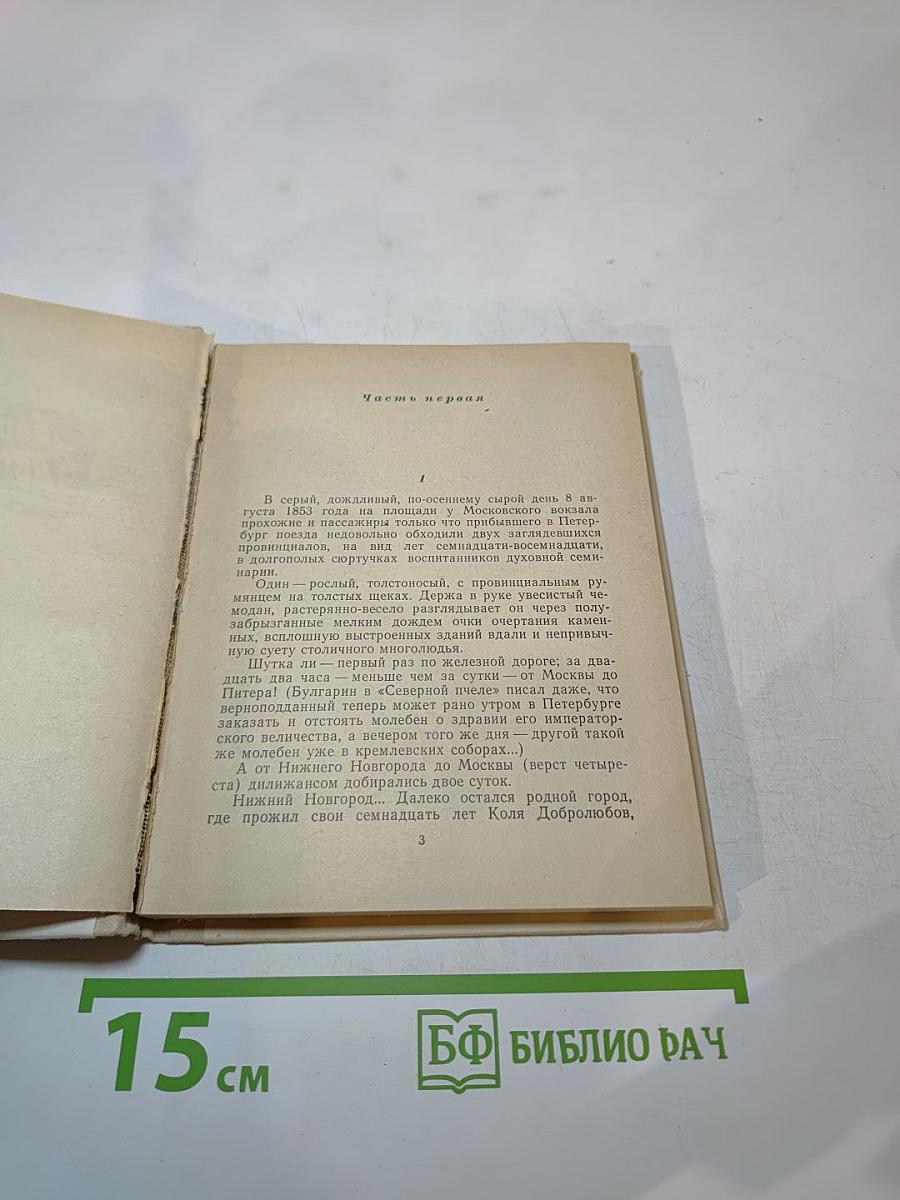 Часть первая
1
В серый, дождливый, по-осеннему сырой день 8 ав-
густа 1853 года на площади у Московского вокзала
прохожие и пассажиры только что прибывшего в Петер-
бург поезда недовольно обходили двух заглядевшихся
провинциалов, на вид лет семнадцати-восемнадцати,
в долгополых сюртучках воспитанников духовной семи-
нарии.
Один — рослый, толстоносый, с провинциальным ру-
мянцем на толстых щеках. Держа в руке увесистый че-
модан, растерянно-весело разглядывает он через полу-
забрызганные мелким дождем очки очертания камен-
ных, всплошную выстроенных зданий вдали и непривыч-
ную суету столичного многолюдья.
Шутка ли — первый раз по железной дороге; за два-
дцать два часа — меньше чем за сутки — от Москвы до
Питера! (Булгарин в «Северной пчеле» писал даже, что
верноподданный теперь может рано утром в Петербурге
заказать и отстоять молебен о здравии его император-
ского величества, а вечером того же дня — другой такой
же молебен уже в кремлевских соборах...)
А от Нижнего Новгорода до Москвы (верст четыре-
ста) дилижансом добирались двое суток.
Нижний Новгород... Далеко остался родной город,
где прожил свои семнадцать лет Коля Добролюбов,
3
15 см
БФ БИБЛИО РАЧ